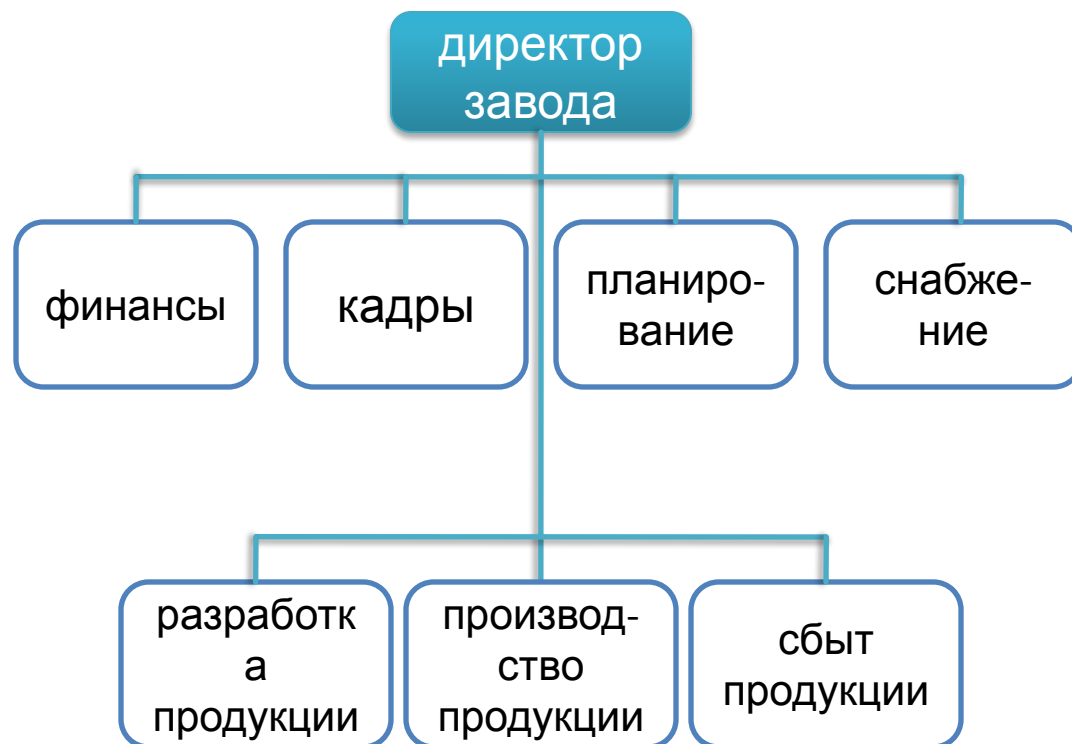 директор
завода
финансы
кадры
планиро-
вание
снабже-
ние
разработк
а
продукции
производ-
ство
продукции
сбыт
продукции